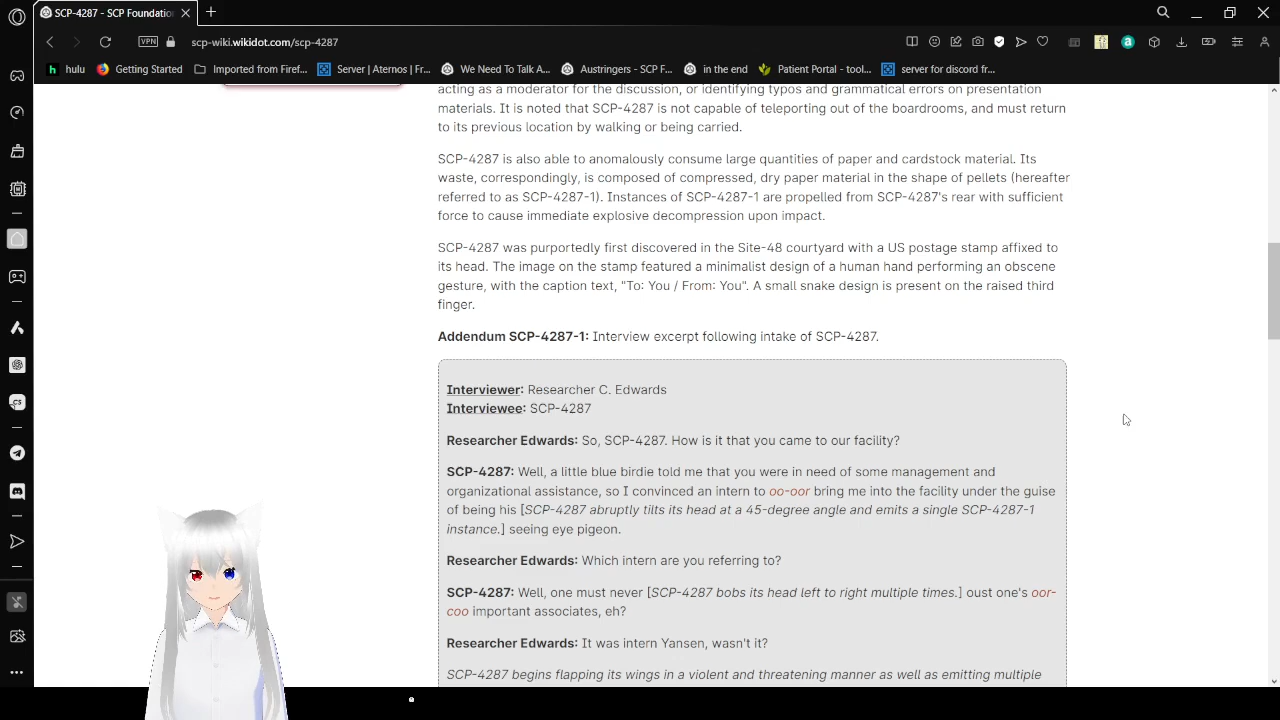 SCP-4287 - SCP Foundatio
VPN
scp-wiki.wikidot.com/scp-4287
hulu
Getting Started
Imported from Firef...
Server | Aternos | Fr...
We Need To Talk A...
Austringers - SCP F...
in the end
Patient Portal - tool...
server for discord fr...
acting as a moderator for the discussion, or identifying typos and grammatical errors on presentation
materials. It is noted that SCP-4287 is not capable of teleporting out of the boardrooms, and must return
to its previous location by walking or being carried.
SCP-4287 is also able to anomalously consume large quantities of paper and cardstock material. Its
waste, correspondingly, is composed of compressed, dry paper material in the shape of pellets (hereafter
referred to as SCP-4287-1). Instances of SCP-4287-1 are propelled from SCP-4287's rear with sufficient
force to cause immediate explosive decompression upon impact.
SCP-4287 was purportedly first discovered in the Site-48 courtyard with a US postage stamp affixed to
its head. The image on the stamp featured a minimalist design of a human hand performing an obscene
gesture, with the caption text, "To: You / From: You". A small snake design is present on the raised third
finger.
Addendum SCP-4287-1: Interview excerpt following intake of SCP-4287.
Interviewer: Researcher C. Edwards
Interviewee: SCP-4287
Researcher Edwards: So, SCP-4287. How is it that you came to our facility?
SCP-4287: Well, a little blue birdie told me that you were in need of some management and
organizational assistance, so I convinced an intern to oo-oor bring me into the facility under the guise
of being his [SCP-4287 abruptly tilts its head at a 45-degree angle and emits a single SCP-4287-1
instance.] seeing eye pigeon.
Researcher Edwards: Which intern are you referring to?
SCP-4287: Well, one must never [SCP-4287 bobs its head left to right multiple times.] oust one's oor-
coo important associates, eh?
Researcher Edwards: It was intern Yansen, wasn't it?
SCP-4287 begins flapping its wings in a violent and threatening manner as well as emitting multiple